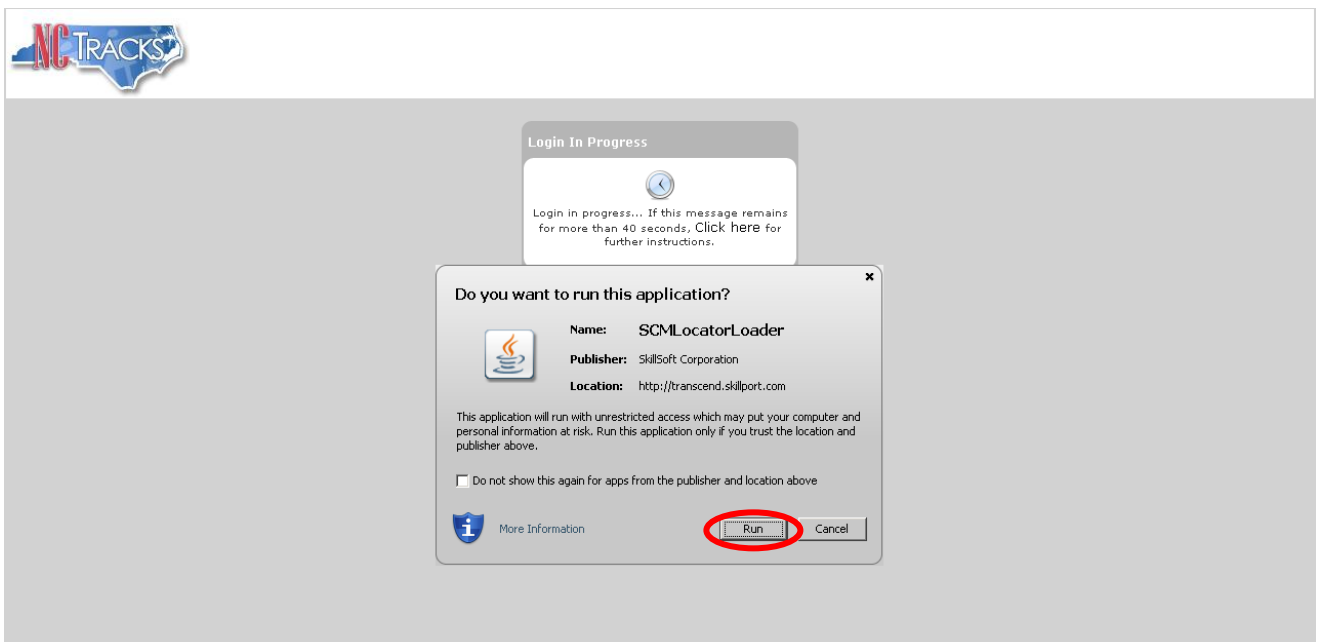 NC TRACKS
Login In Progress
Login in progress... If this message remains
for more than 40 seconds, Click here for
further instructions.
Do you want to run this application?
Name: SCMLocatorLoader
Publisher: SkillSoft Corporation
Location: http://transcend.skillport.com
This application will run with unrestricted access which may put your computer and
personal information at risk. Run this application only if you trust the location and
publisher above.
Do not show this again for apps from the publisher and location above
More Information
Run
Cancel